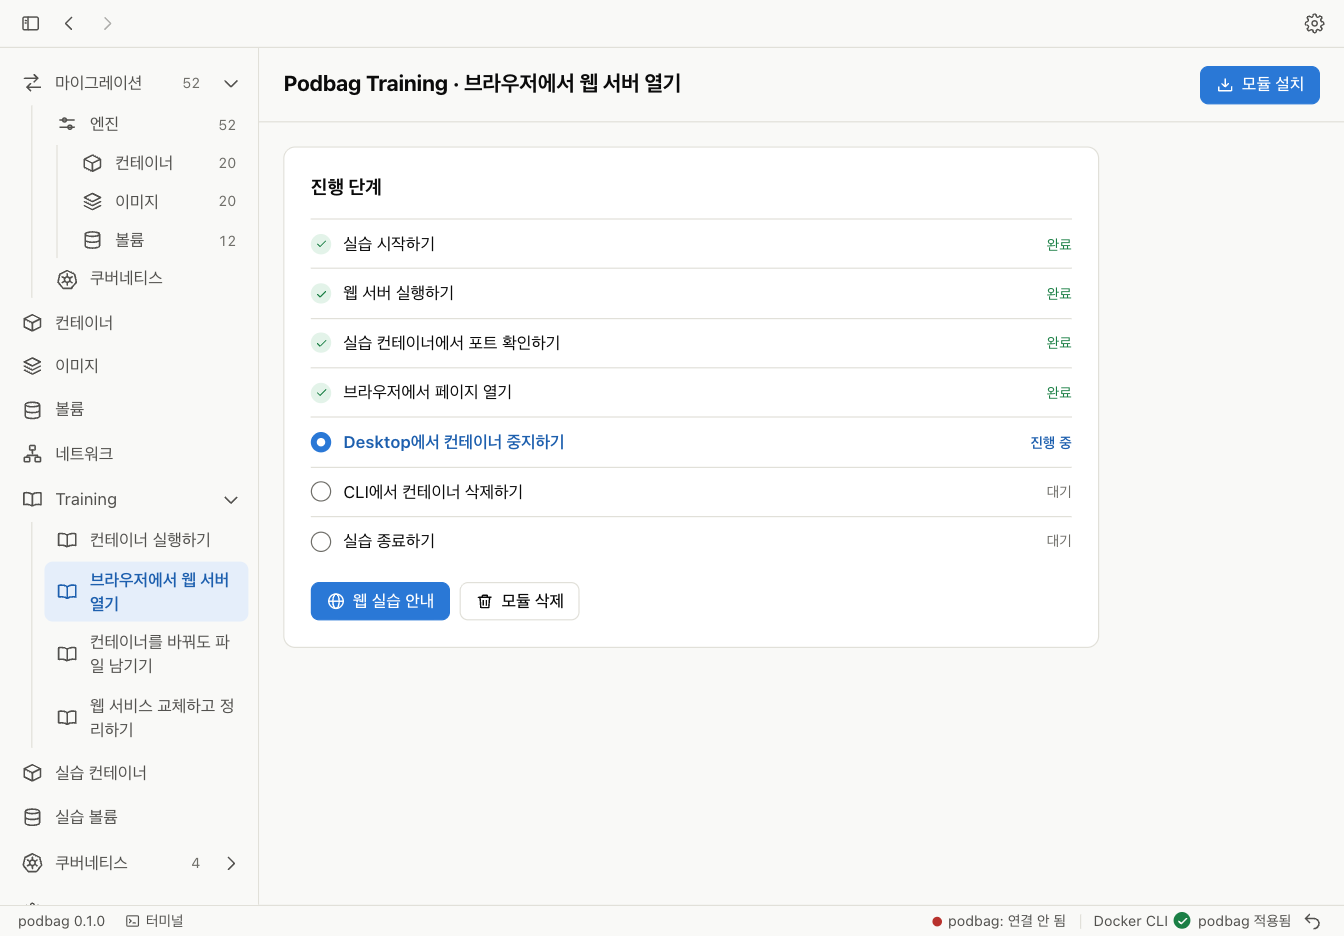 마이그레이션 52
엔진 52
컨테이너 20
이미지 20
볼륨 12
쿠버네티스
컨테이너
이미지
볼륨
네트워크
Training
컨테이너 실행하기
브라우저에서 웹 서버
열기
컨테이너를 바꿔도 파
일 남기기
웹 서비스 교체하고 정
리하기
실습 컨테이너
실습 볼륨
쿠버네티스 4
Podbag Training · 브라우저에서 웹 서버 열기
모듈 설치
진행 단계
실습 시작하기 완료
웹 서버 실행하기 완료
실습 컨테이너에서 포트 확인하기 완료
브라우저에서 페이지 열기 완료
Desktop에서 컨테이너 중지하기 진행 중
CLI에서 컨테이너 삭제하기 대기
실습 종료하기 대기
웹 실습 안내 모듈 삭제
podbag 0.1.0 터미널 podbag: 연결 안 됨 Docker CLI podbag 적용됨